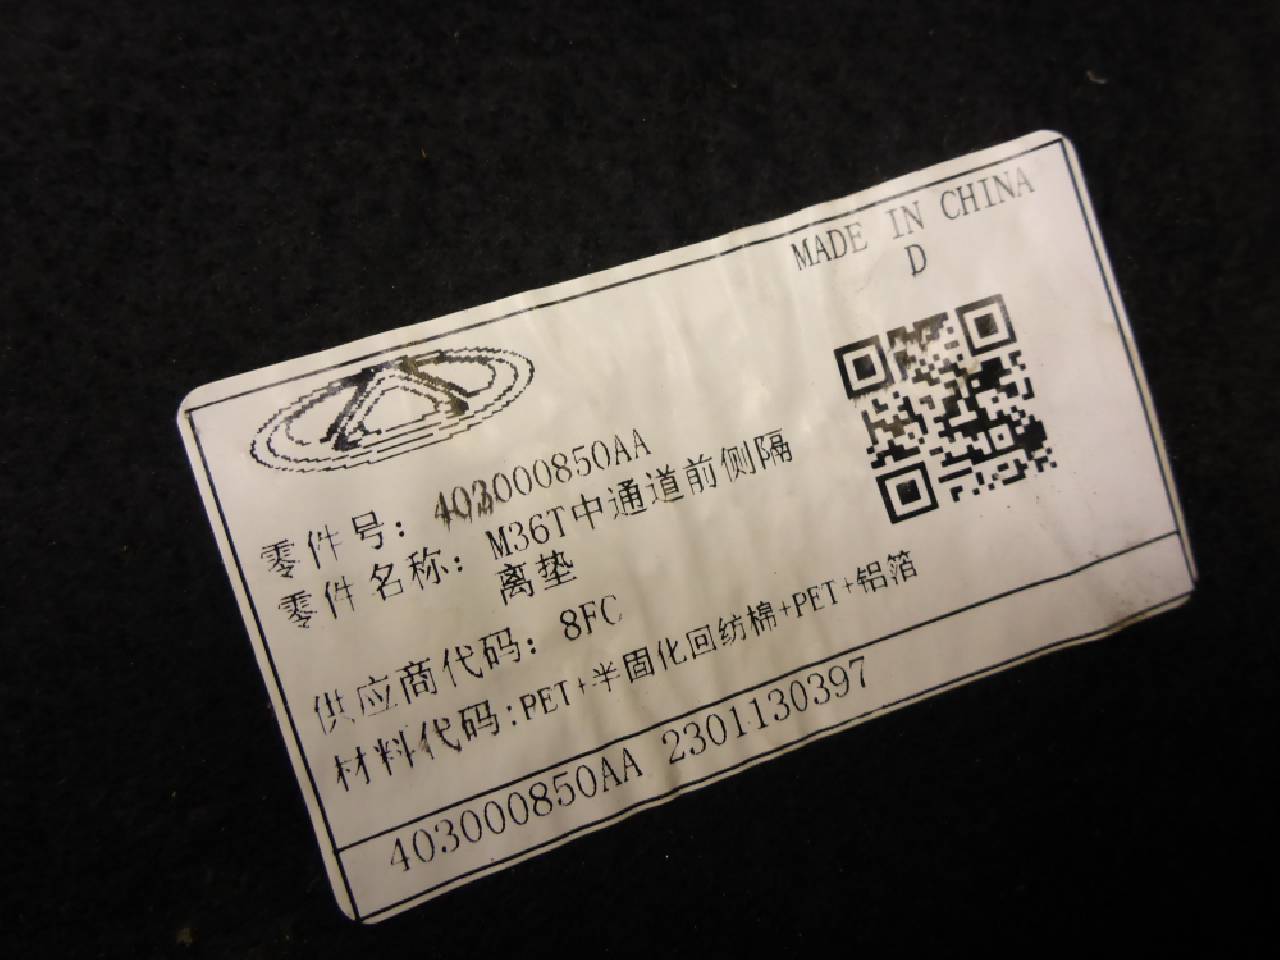 MADE IN CHINA
D
零件号: 403000850AA
零件名称: M36T中通道前侧隔
离垫
供应商代码: 8FC
材料代码:PET+半固化回纺棉+PET+铝箔
403000850AA 2301130397